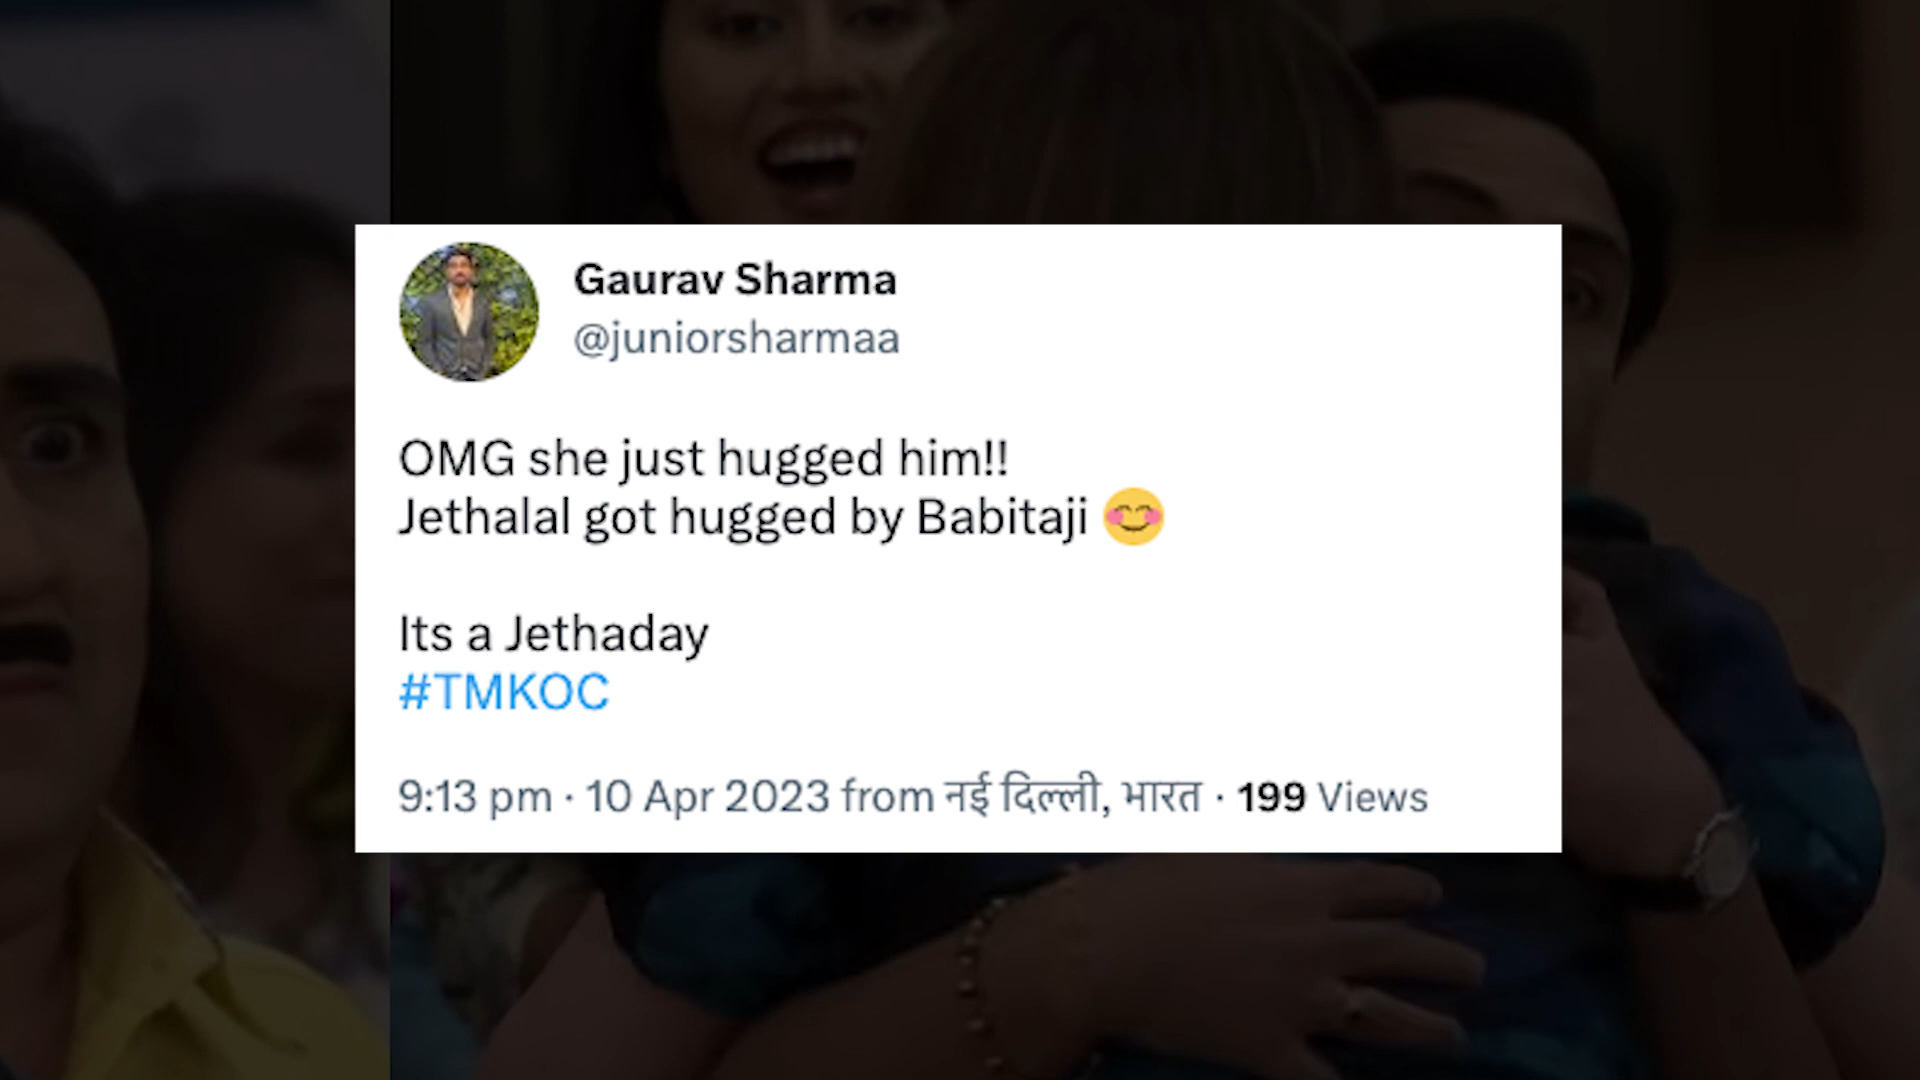 Gaurav Sharma
@juniorsharmaa
OMG she just hugged him!!
Jethalal got hugged by Babitaji 😊
Its a Jethaday
#TMKOC
9:13 pm · 10 Apr 2023 from नई दिल्ली, भारत · 199 Views